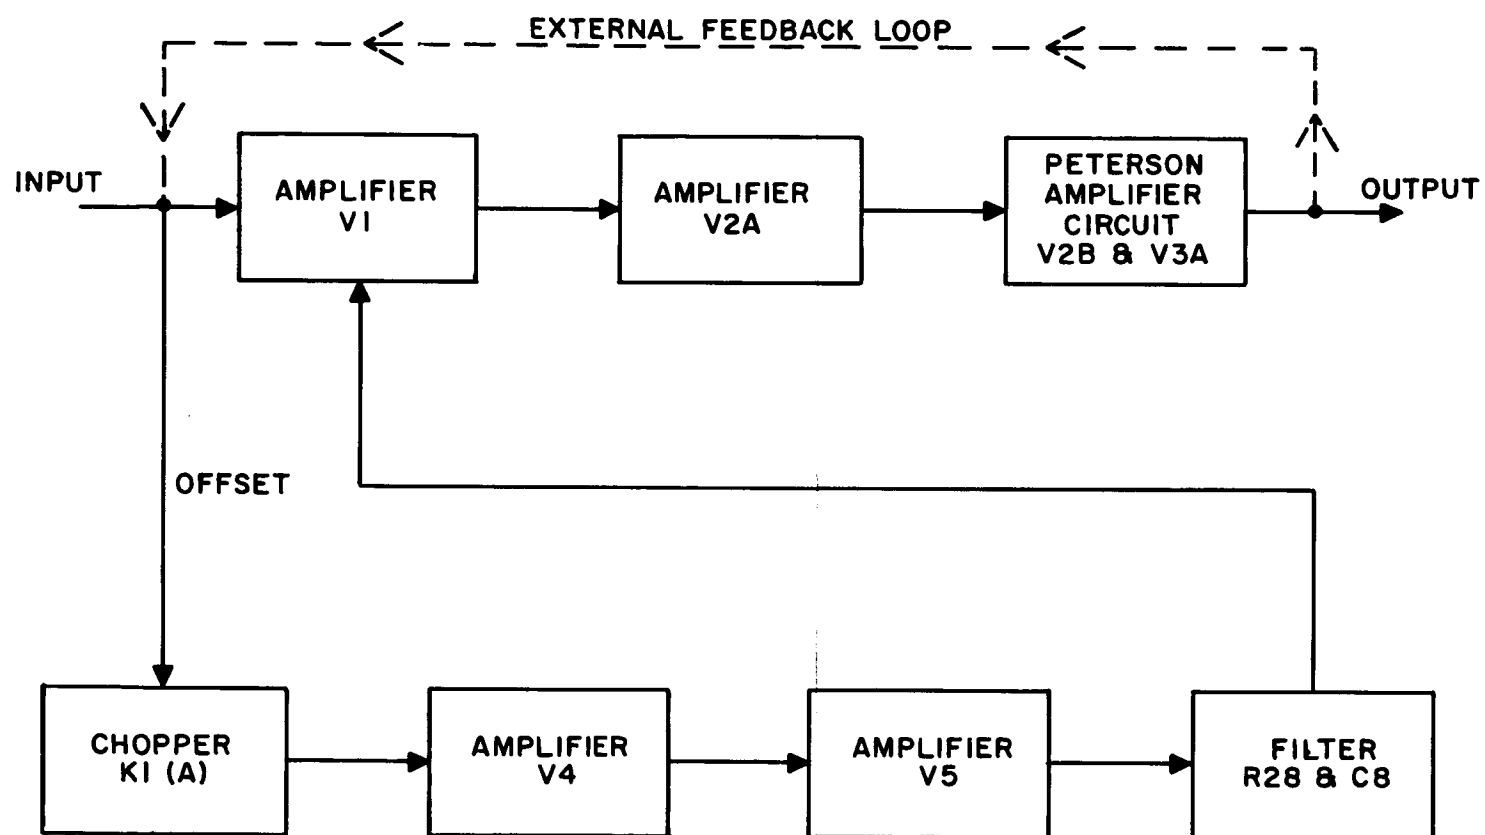 EXTERNAL FEEDBACK LOOP
INPUT
AMPLIFIER
V1
AMPLIFIER
V2A
PETERSON
AMPLIFIER
CIRCUIT
V2B & V3A
OUTPUT
OFFSET
CHOPPER
K1 (A)
AMPLIFIER
V4
AMPLIFIER
V5
FILTER
R28 & C8